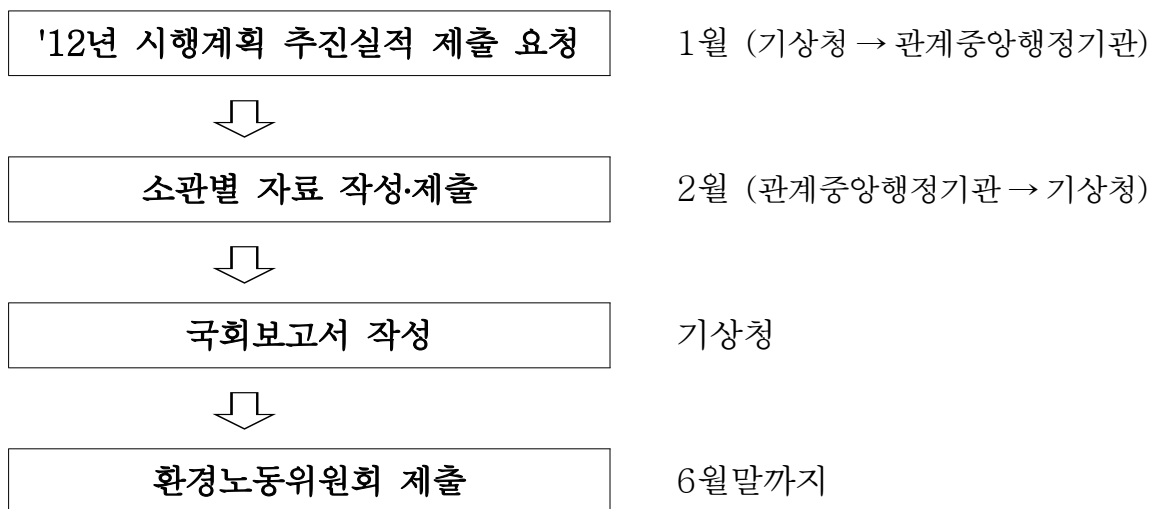 '12년 시행계획 추진실적 제출 요청 1월 (기상청 → 관계중앙행정기관)
소관별 자료 작성·제출 2월 (관계중앙행정기관 → 기상청)
국회보고서 작성 기상청
환경노동위원회 제출 6월말까지